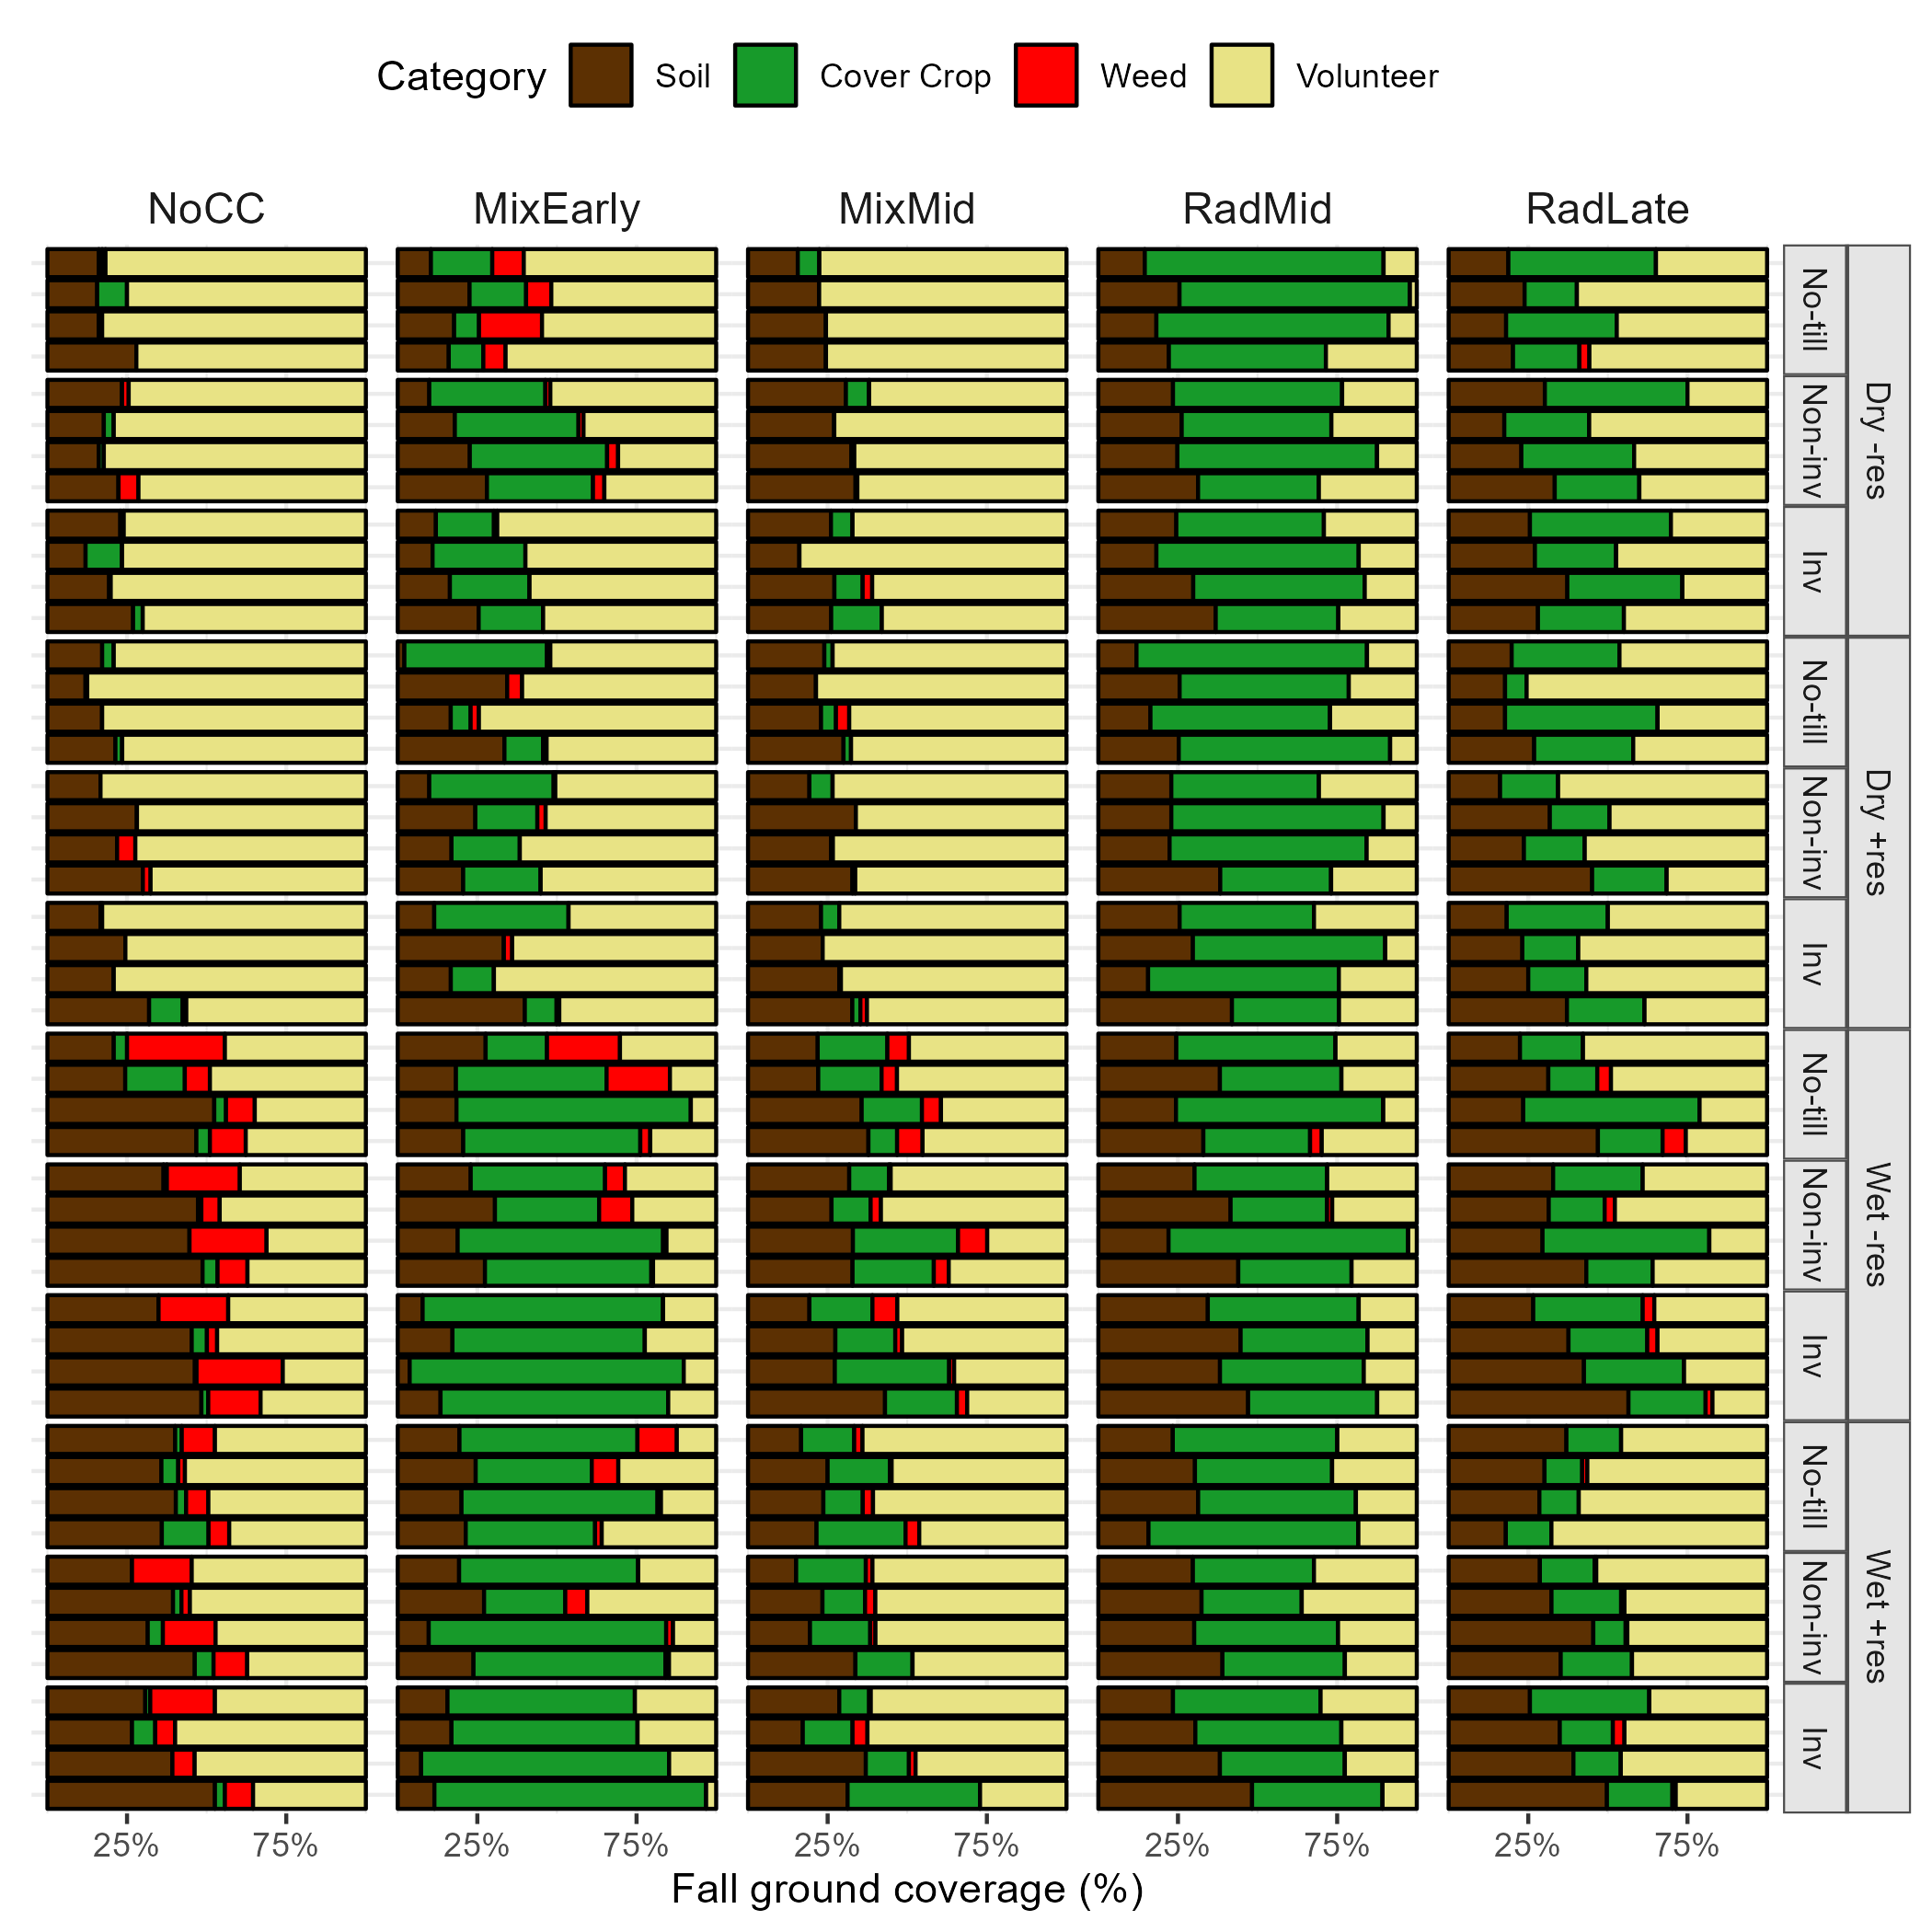 Category Soil Cover Crop Weed Volunteer
NoCC MixEarly MixMid RadMid RadLate
No-till
Non-inv
Inv
Dry -res
No-till
Non-inv
Inv
Dry +res
No-till
Non-inv
Inv
Wet -res
No-till
Non-inv
Inv
Wet +res
25% 75% 25% 75% 25% 75% 25% 75% 25% 75%
Fall ground coverage (%)